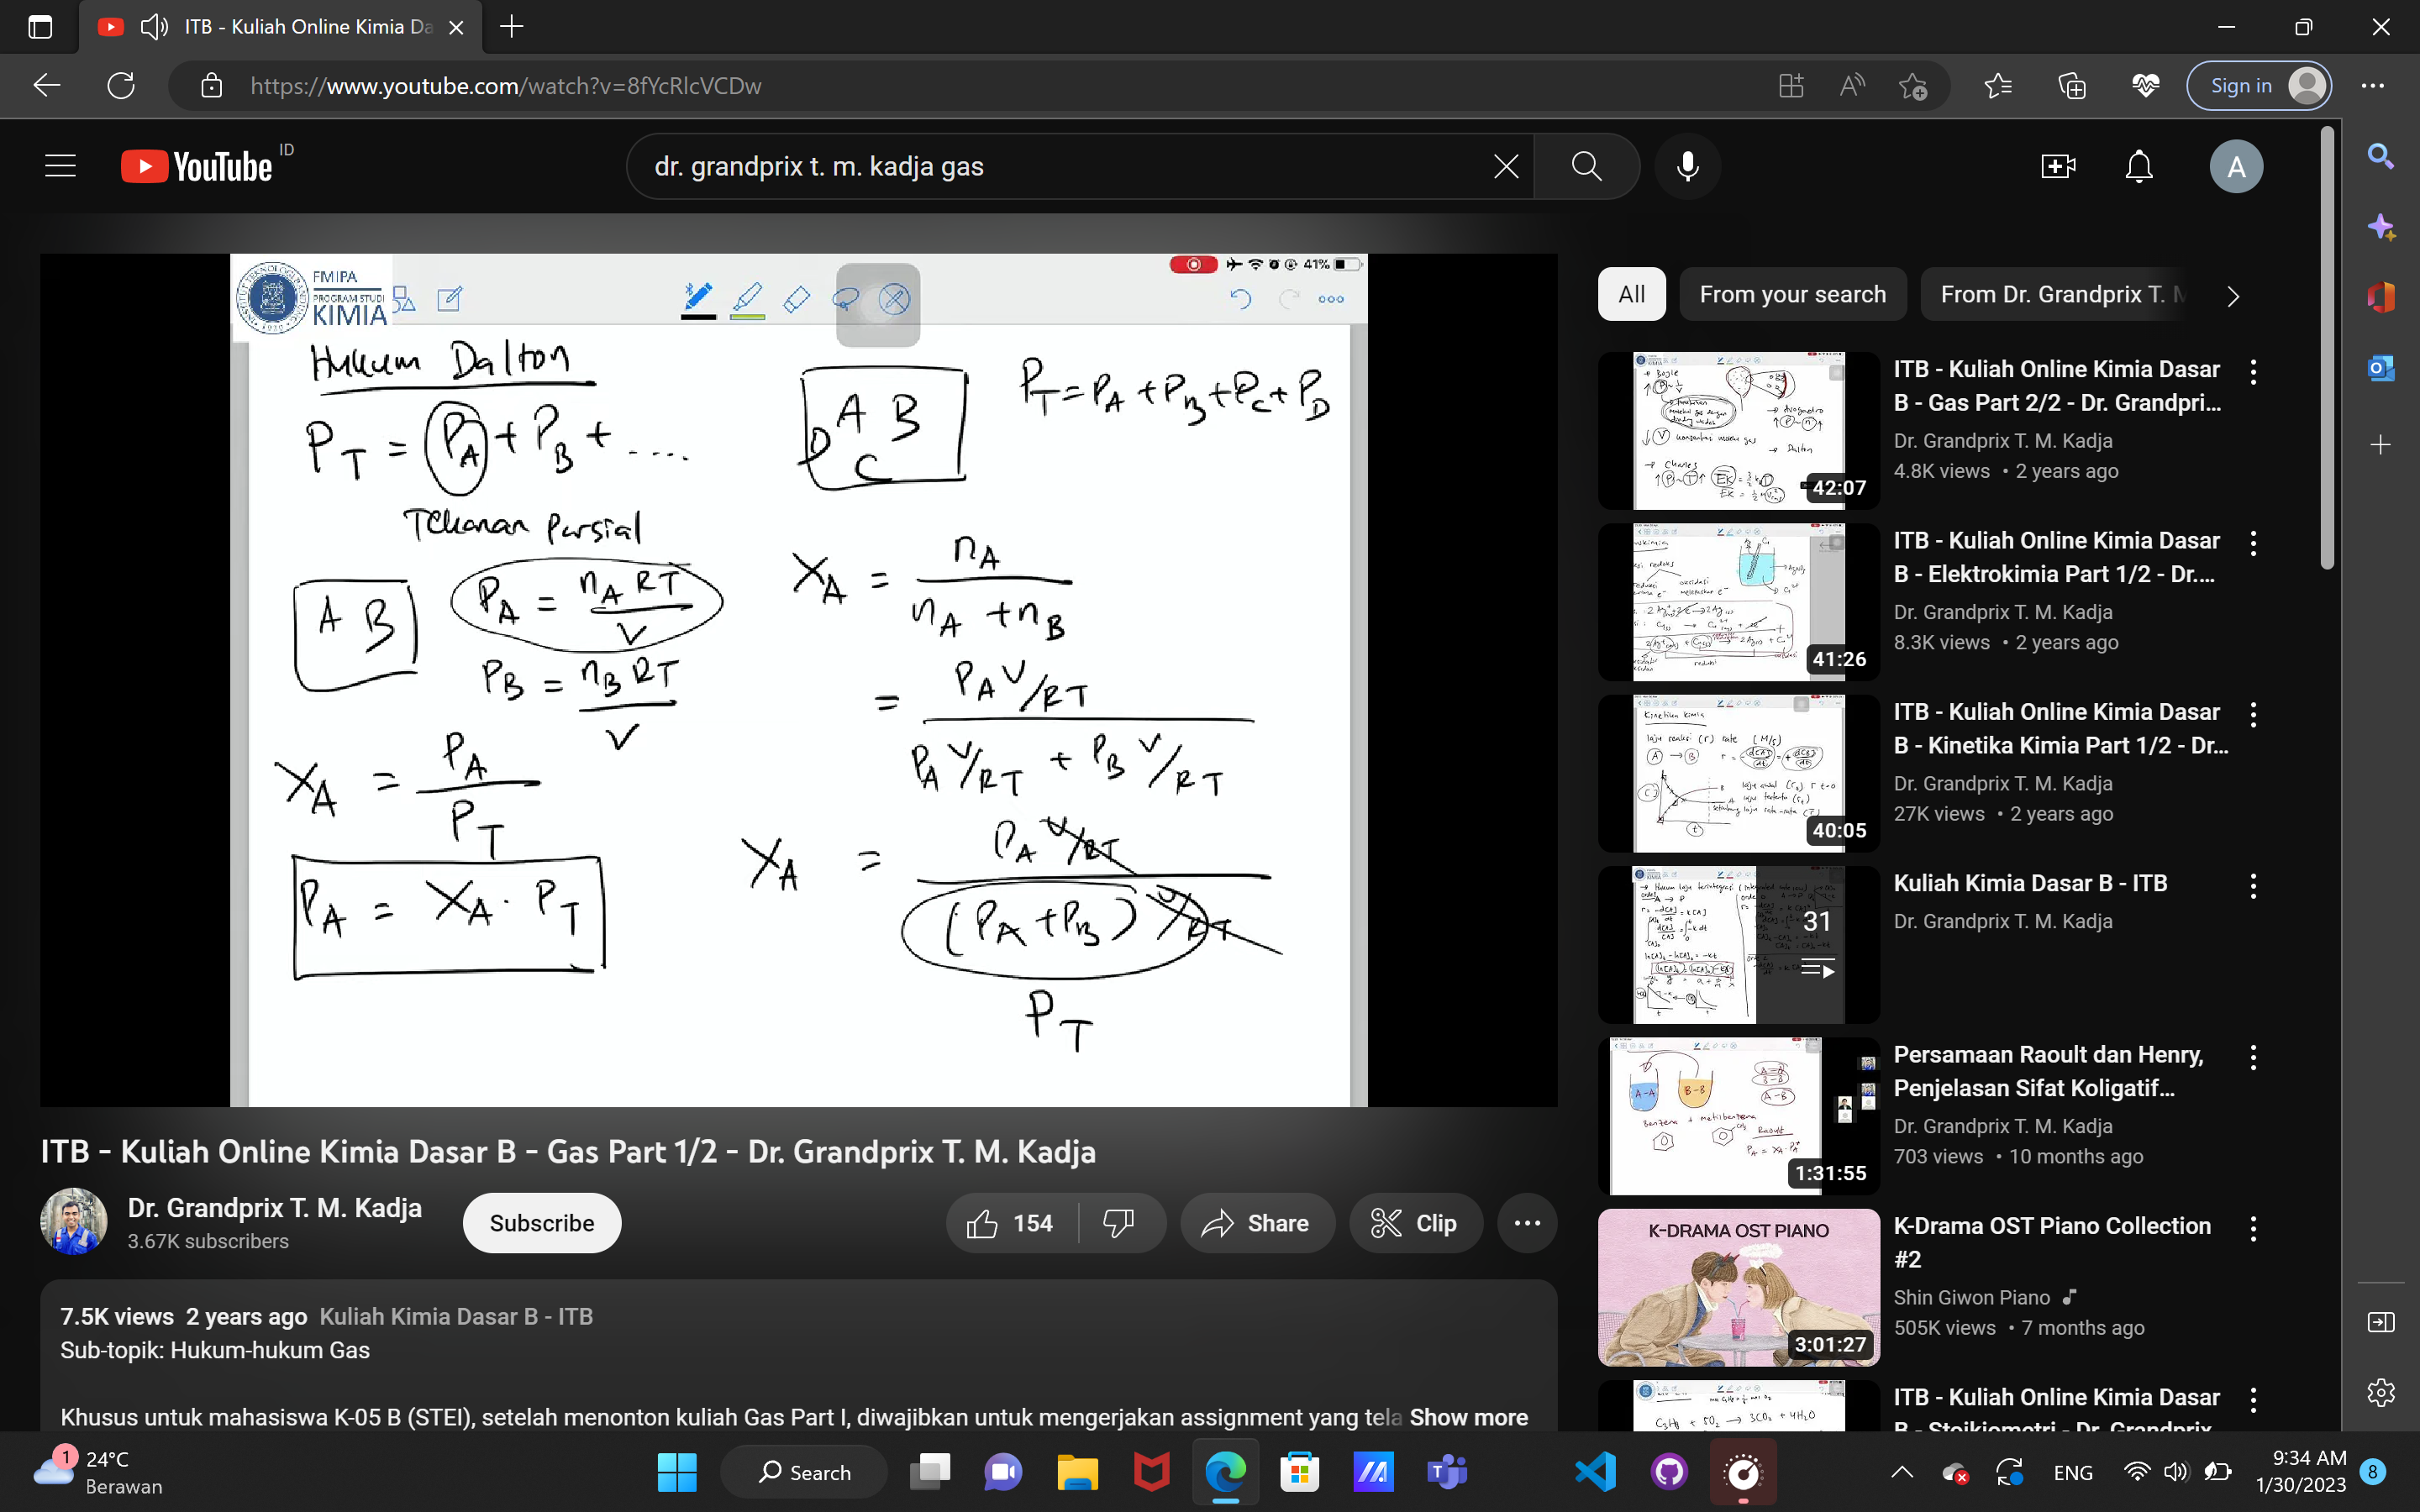 ITB - Kuliah Online Kimia Da
https://www.youtube.com/watch?v=8fYcRlcVCDw
Sign in
YouTube ID
dr. grandprix t. m. kadja gas
A
FMIPA
PROGRAM STUDI
KIMIA
41%
Hukum Dalton
P_T = P_A + P_B + ....
Tekanan Parsial
A B
P_A = n_A RT / V
P_B = n_B RT / V
X_A = P_A / P_T
P_A = X_A . P_T
A B
D C
P_T = P_A + P_B + P_C + P_D
X_A = n_A / n_A + n_B
= P_A V/RT / P_A V/RT + P_B V/RT
X_A = P_A V/RT / (P_A + P_B) V/RT
P_T
ITB - Kuliah Online Kimia Dasar B - Gas Part 1/2 - Dr. Grandprix T. M. Kadja
Dr. Grandprix T. M. Kadja
3.67K subscribers
Subscribe
154
Share
Clip
7.5K views 2 years ago Kuliah Kimia Dasar B - ITB
Sub-topik: Hukum-hukum Gas
Khusus untuk mahasiswa K-05 B (STEI), setelah menonton kuliah Gas Part I, diwajibkan untuk mengerjakan assignment yang tela Show more
All
From your search
From Dr. Grandprix T. M
42:07
ITB - Kuliah Online Kimia Dasar
B - Gas Part 2/2 - Dr. Grandpri...
Dr. Grandprix T. M. Kadja
4.8K views • 2 years ago
41:26
ITB - Kuliah Online Kimia Dasar
B - Elektrokimia Part 1/2 - Dr....
Dr. Grandprix T. M. Kadja
8.3K views • 2 years ago
40:05
ITB - Kuliah Online Kimia Dasar
B - Kinetika Kimia Part 1/2 - Dr...
Dr. Grandprix T. M. Kadja
27K views • 2 years ago
31
Kuliah Kimia Dasar B - ITB
Dr. Grandprix T. M. Kadja
1:31:55
Persamaan Raoult dan Henry,
Penjelasan Sifat Koligatif...
Dr. Grandprix T. M. Kadja
703 views • 10 months ago
K-DRAMA OST PIANO
3:01:27
K-Drama OST Piano Collection
#2
Shin Giwon Piano
505K views • 7 months ago
ITB - Kuliah Online Kimia Dasar
B - Stoikiometri - Dr. Grandprix
1
24°C
Berawan
Search
ENG
9:34 AM
1/30/2023
8